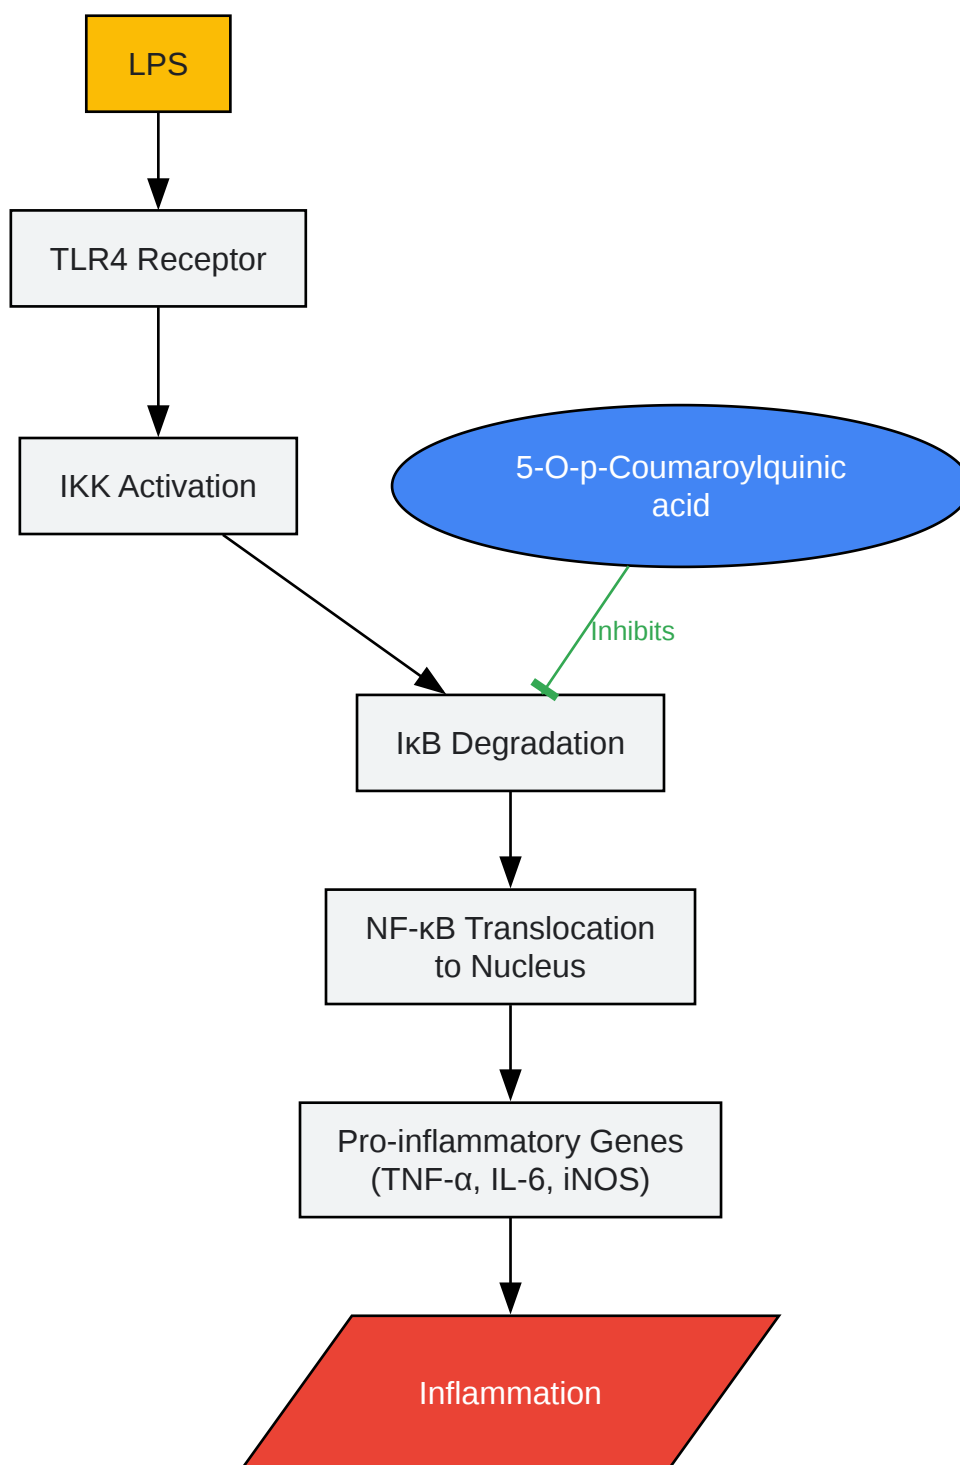 LPS
TLR4 Receptor
IKK Activation
5-O-p-Coumaroylquinic
acid
Inhibits
IκB Degradation
NF-κB Translocation
to Nucleus
Pro-inflammatory Genes
(TNF-α, IL-6, iNOS)
Inflammation